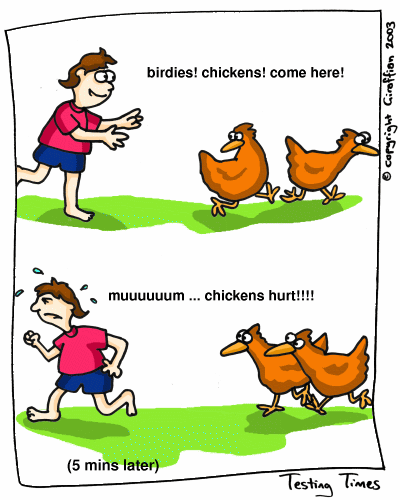 birdies! chickens! come here!
© copyright Giraffian 2003
muuuuuum ... chickens hurt!!!!
(5 mins later)
Testing Times